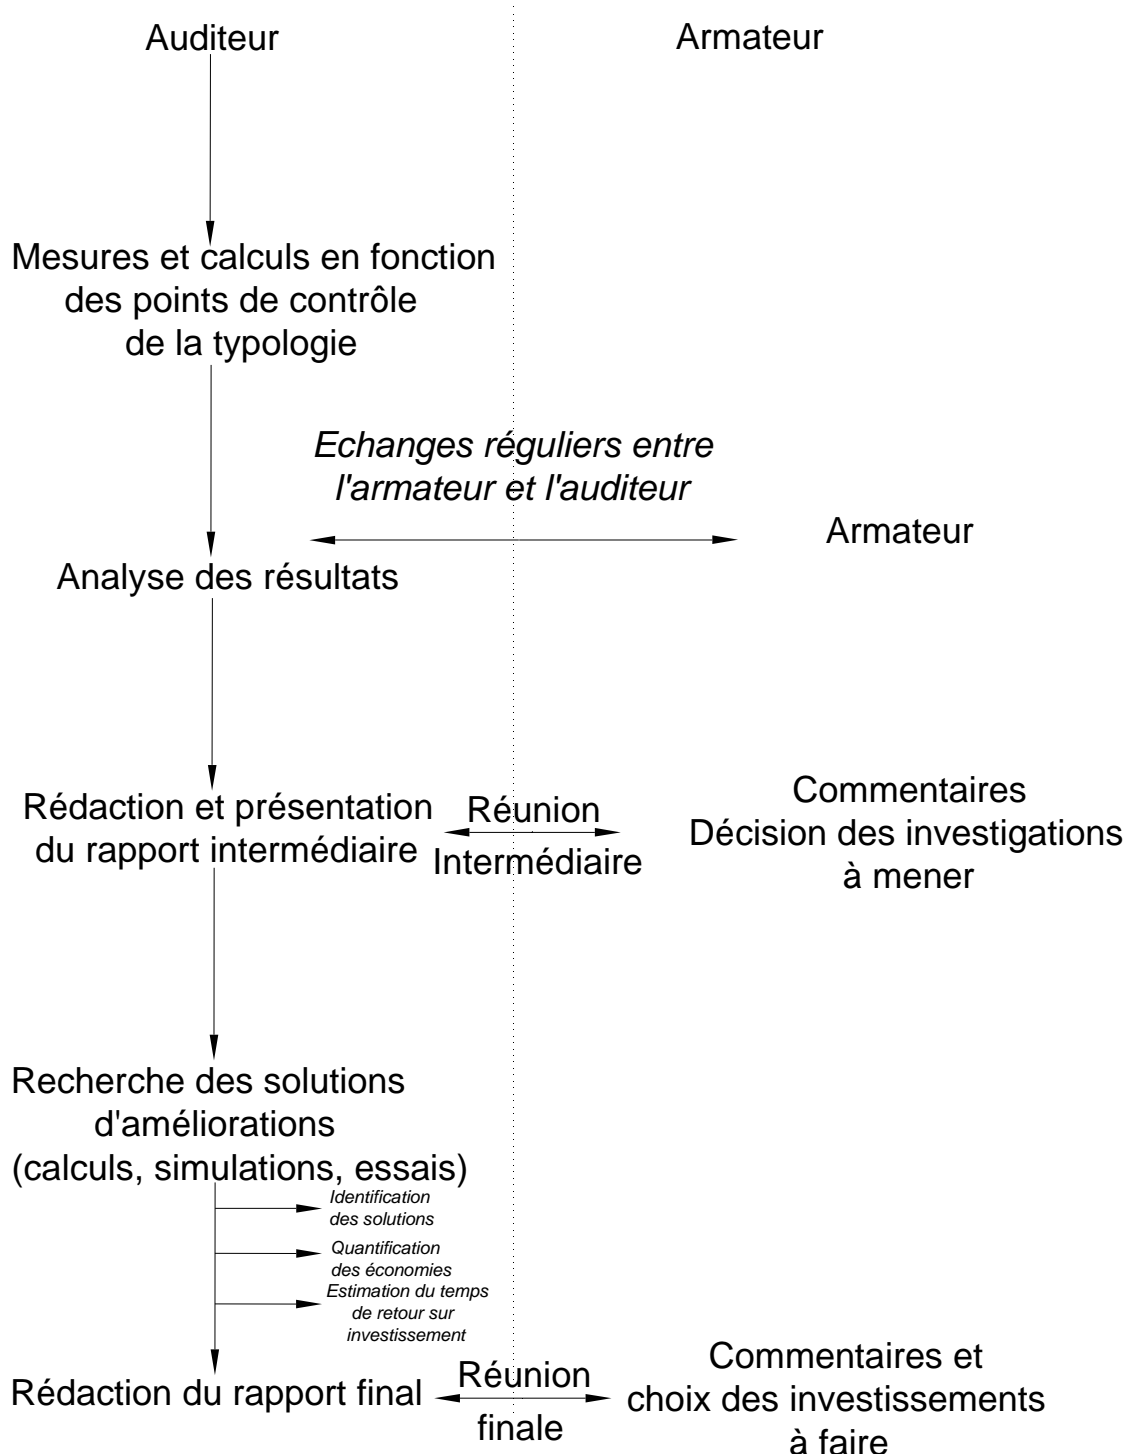 Auditeur
Armateur
Mesures et calculs en fonction
des points de contrôle
de la typologie
Echanges réguliers entre
l'armateur et l'auditeur
Armateur
Analyse des résultats
Rédaction et présentation
du rapport intermédiaire
Réunion
Intermédiaire
Commentaires
Décision des investigations
à mener
Recherche des solutions
d'améliorations
(calculs, simulations, essais)
Identification
des solutions
Quantification
des économies
Estimation du temps
de retour sur
investissement
Rédaction du rapport final
Réunion
finale
Commentaires et
choix des investissements
à faire